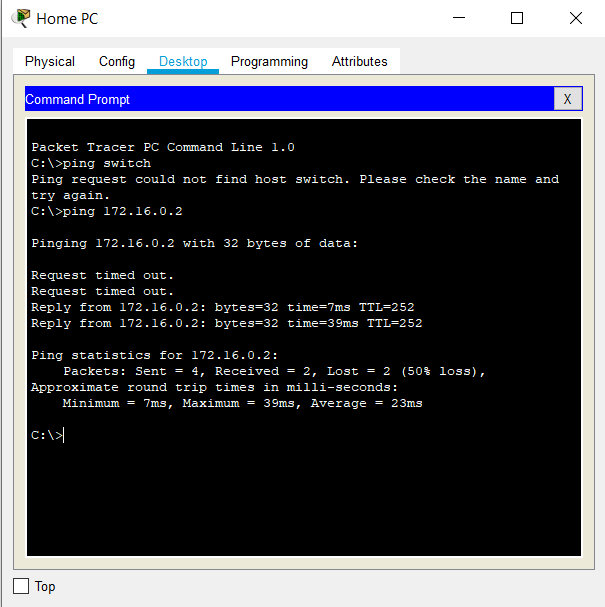 Home PC
Physical Config Desktop Programming Attributes
Command Prompt X
Packet Tracer PC Command Line 1.0
C:\>ping switch
Ping request could not find host switch. Please check the name and
try again.
C:\>ping 172.16.0.2
Pinging 172.16.0.2 with 32 bytes of data:
Request timed out.
Request timed out.
Reply from 172.16.0.2: bytes=32 time=7ms TTL=252
Reply from 172.16.0.2: bytes=32 time=39ms TTL=252
Ping statistics for 172.16.0.2:
    Packets: Sent = 4, Received = 2, Lost = 2 (50% loss),
Approximate round trip times in milli-seconds:
    Minimum = 7ms, Maximum = 39ms, Average = 23ms
C:\>
Top